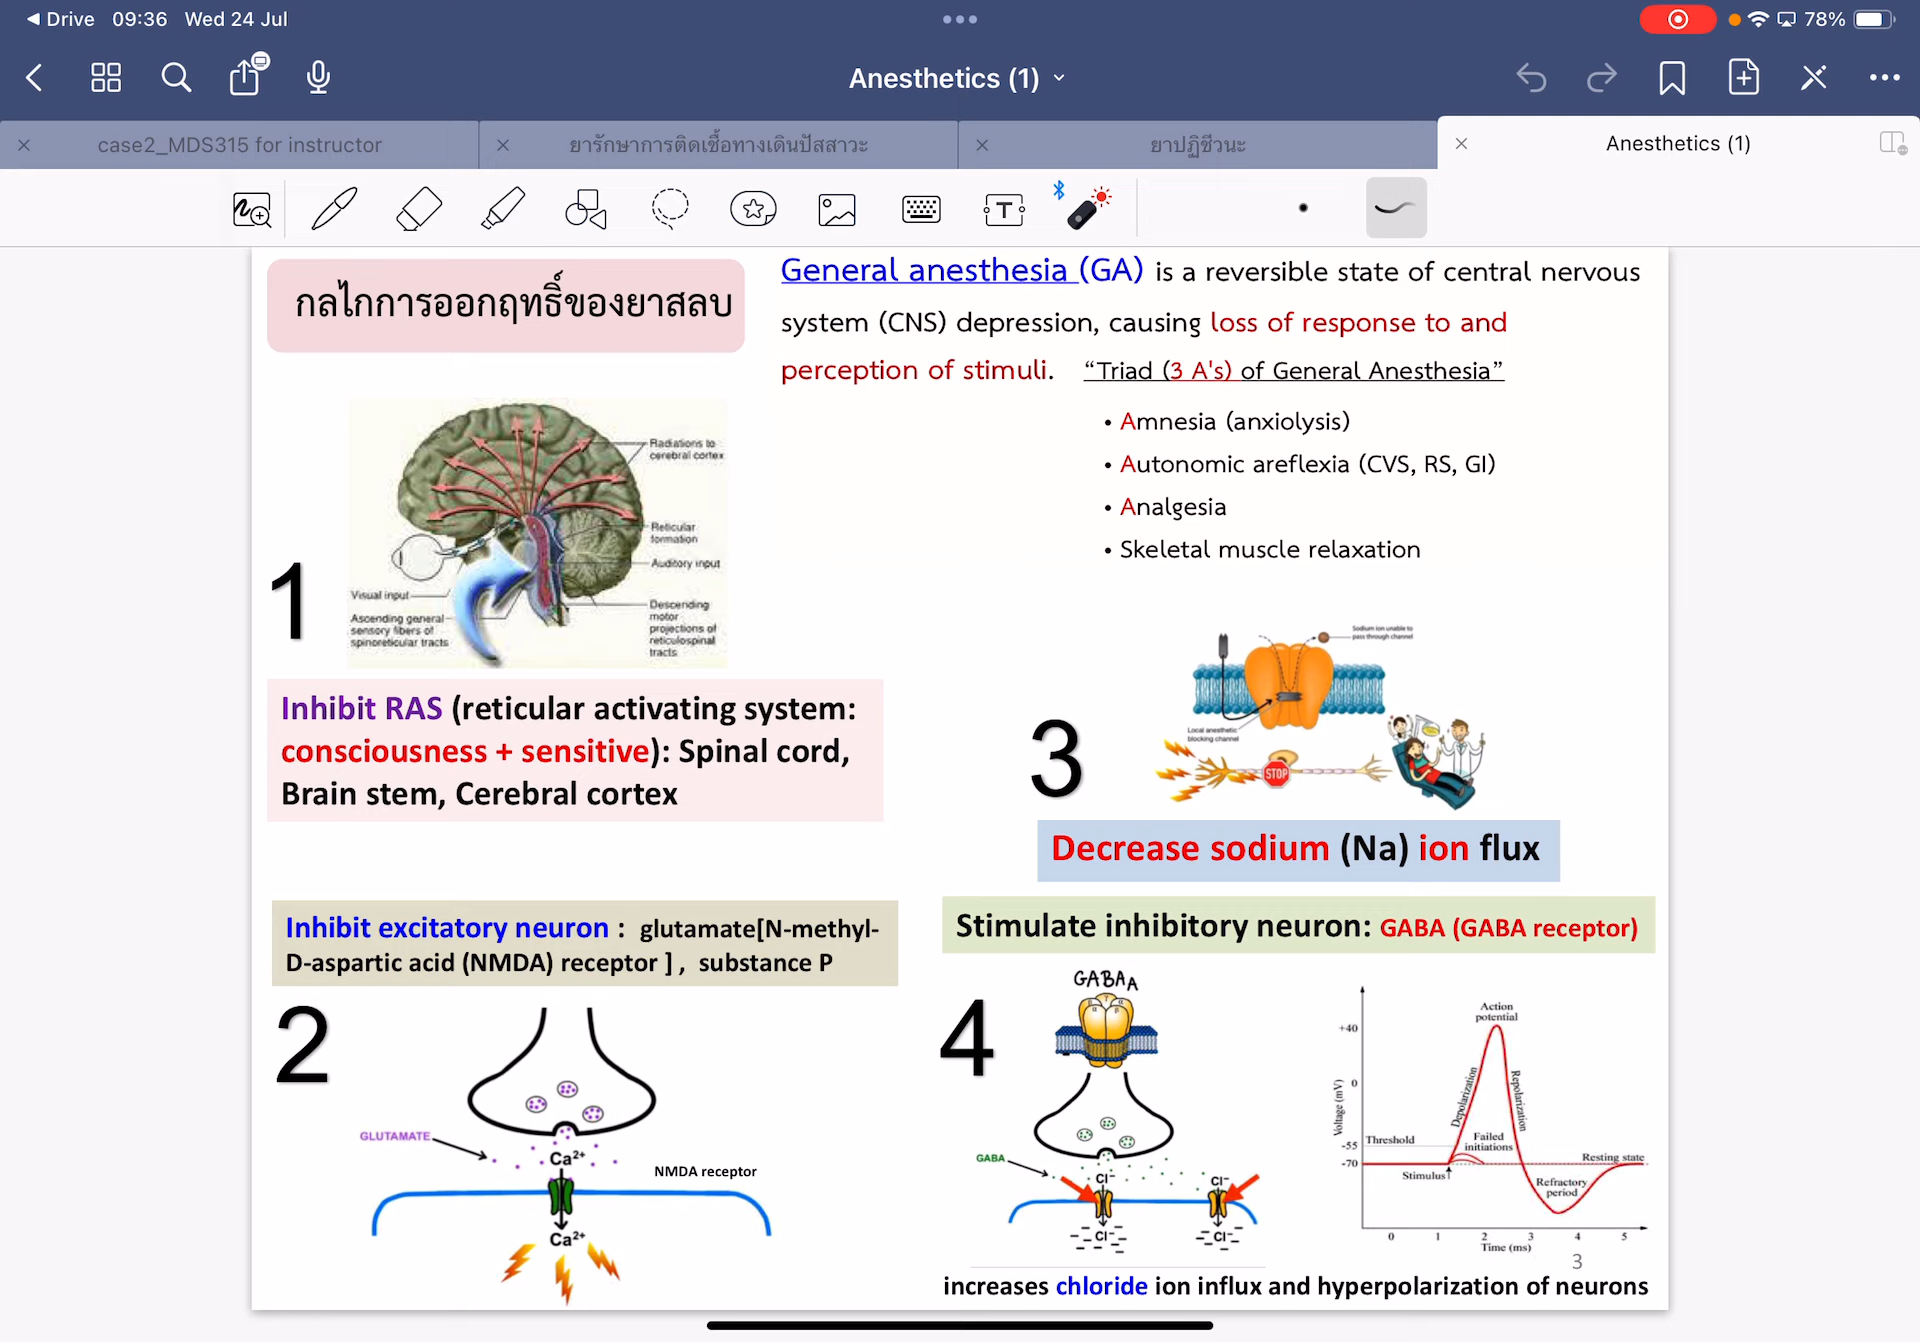 Drive 09:36 Wed 24 Jul
78%
Anesthetics (1)
case2_MDS315 for instructor
ยารักษาการติดเชื้อทางเดินปัสสาวะ
ยาปฏิชีวนะ
Anesthetics (1)
กลไกการออกฤทธิ์ของยาสลบ
General anesthesia (GA) is a reversible state of central nervous
system (CNS) depression, causing loss of response to and
perception of stimuli. “Triad (3 A's) of General Anesthesia”
• Amnesia (anxiolysis)
• Autonomic areflexia (CVS, RS, GI)
• Analgesia
• Skeletal muscle relaxation
1
Radiations to
cerebral cortex
Reticular
formation
Auditory input
Visual input
Ascending general
sensory fibers of
spinoreticular tracts
Descending
motor
projections of
reticulospinal
tracts
Inhibit RAS (reticular activating system:
consciousness + sensitive): Spinal cord,
Brain stem, Cerebral cortex
3
Sodium ion unable to
pass through channel
Local anesthetic
blocking channel
STOP
Decrease sodium (Na) ion flux
Inhibit excitatory neuron : glutamate[N-methyl-
D-aspartic acid (NMDA) receptor ] , substance P
2
GLUTAMATE
Ca2+
NMDA receptor
Ca2+
Stimulate inhibitory neuron: GABA (GABA receptor)
4
GABAA
GABA
Cl-
Cl-
Cl-
Cl-
Action
potential
+40
0
-55
-70
Voltage (mV)
Depolarization
Repolarization
Threshold
Failed
initiations
Stimulus
Resting state
Refractory
period
0 1 2 3 4 5
Time (ms)
3
increases chloride ion influx and hyperpolarization of neurons